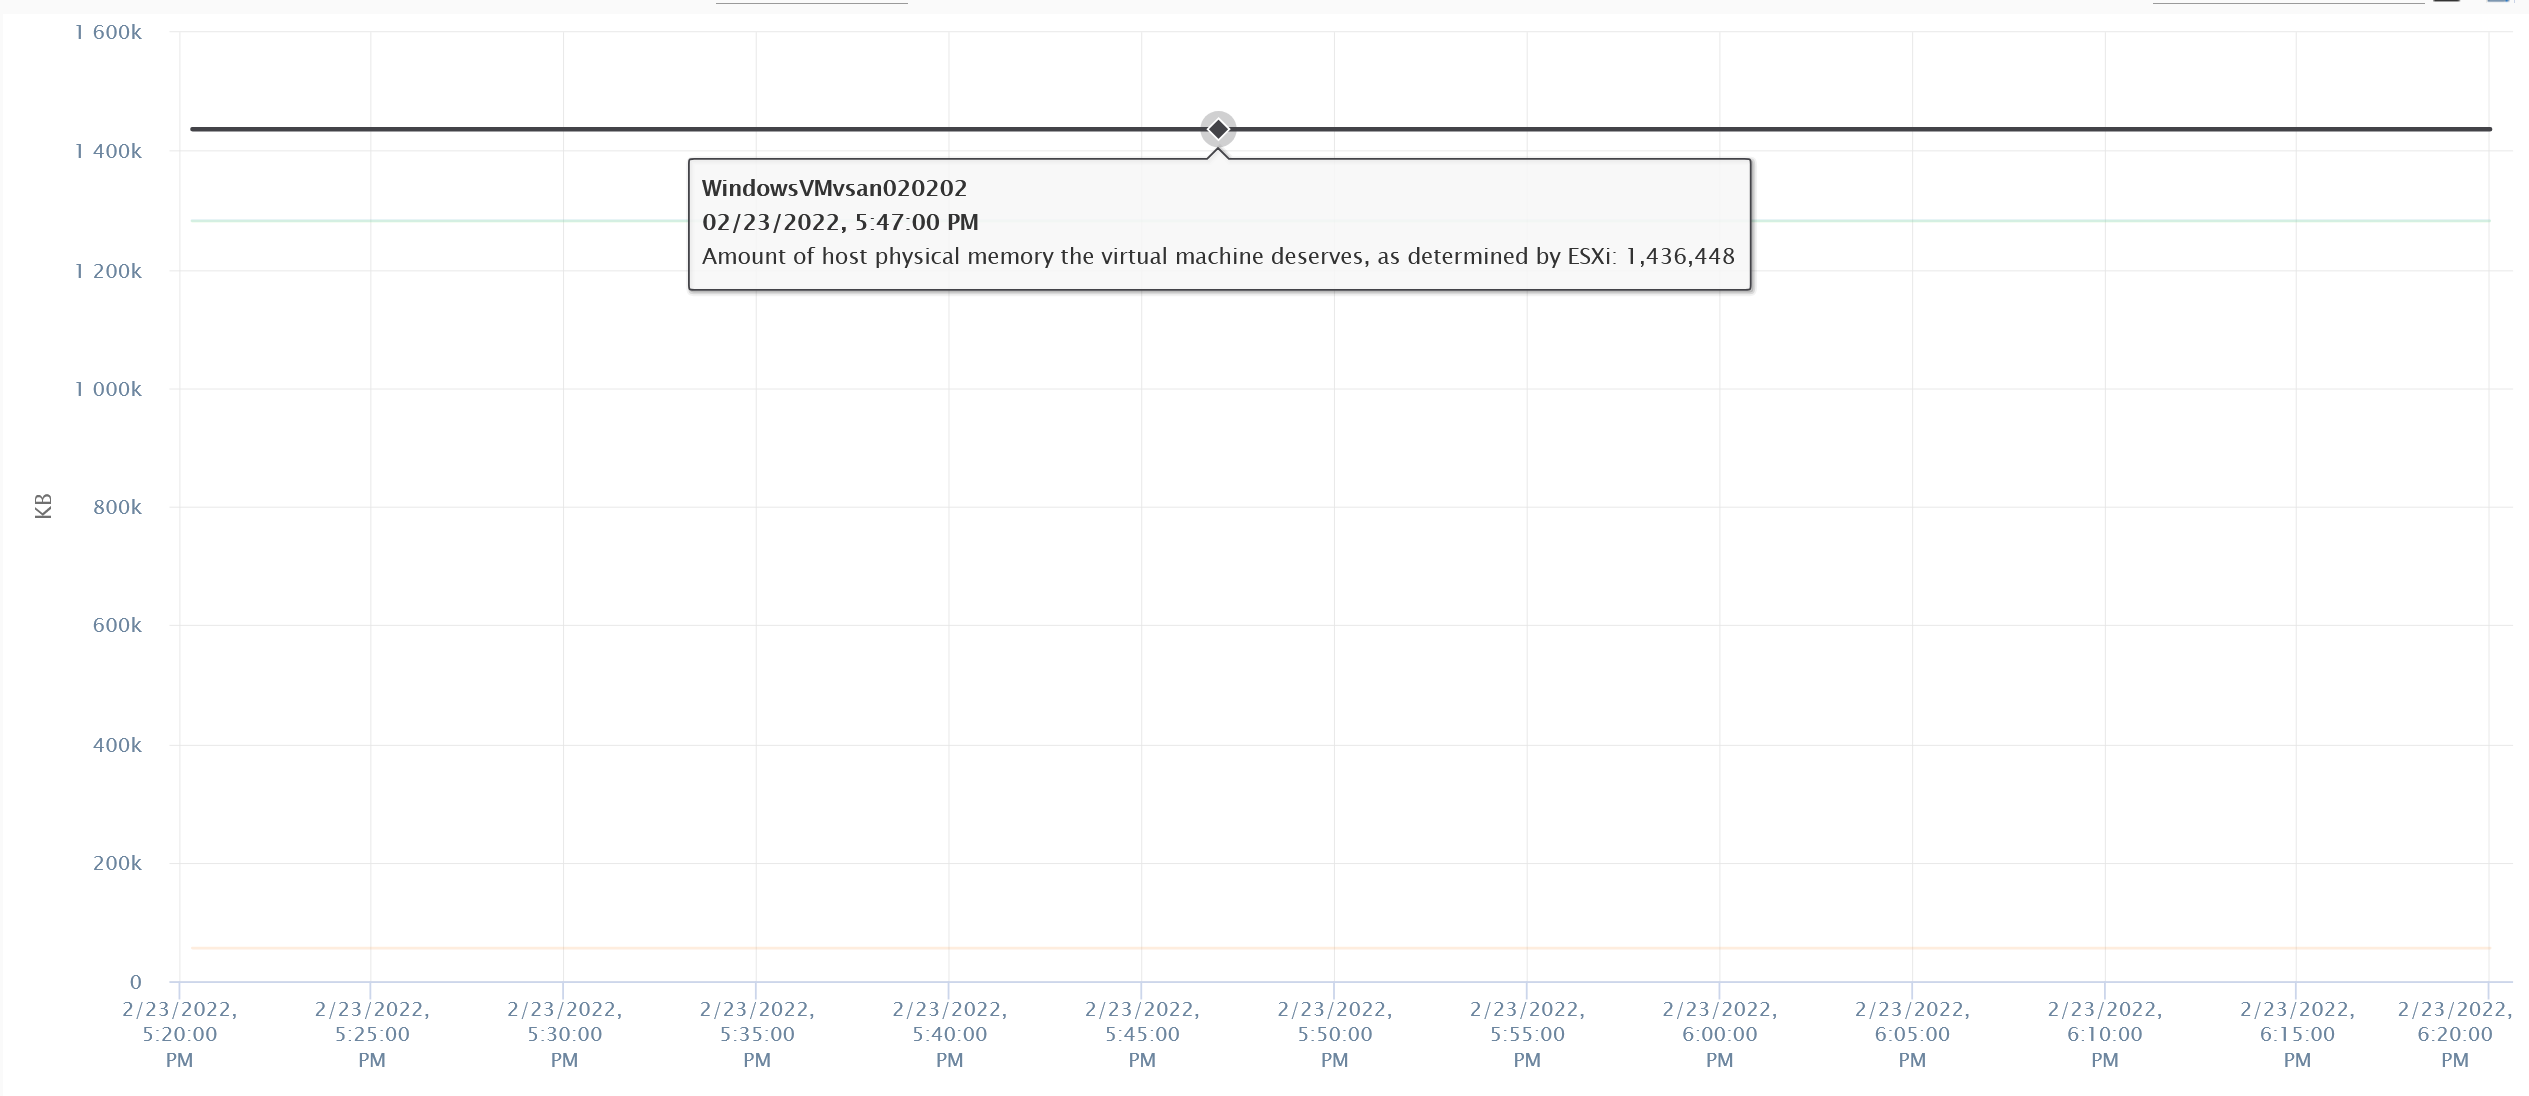 1 600k
1 400k
1 200k
1 000k
800k
600k
400k
200k
0
KB
WindowsVMvsan020202
02/23/2022, 5:47:00 PM
Amount of host physical memory the virtual machine deserves, as determined by ESXi: 1,436,448
2/23/2022, 5:20:00 PM
2/23/2022, 5:25:00 PM
2/23/2022, 5:30:00 PM
2/23/2022, 5:35:00 PM
2/23/2022, 5:40:00 PM
2/23/2022, 5:45:00 PM
2/23/2022, 5:50:00 PM
2/23/2022, 5:55:00 PM
2/23/2022, 6:00:00 PM
2/23/2022, 6:05:00 PM
2/23/2022, 6:10:00 PM
2/23/2022, 6:15:00 PM
2/23/2022, 6:20:00 PM